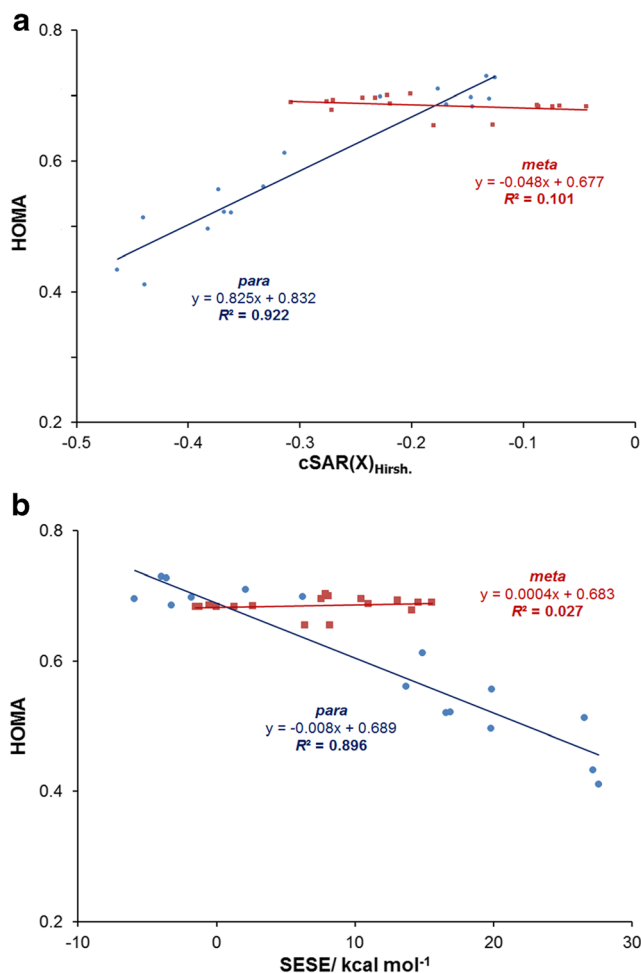 a
0.8
0.6
0.4
0.2
HOMA
meta
y = -0.048x + 0.677
R² = 0.101
para
y = 0.825x + 0.832
R² = 0.922
-0.5 -0.4 -0.3 -0.2 -0.1 0
cSAR(X)Hirsh.
b
0.8
0.6
0.4
0.2
HOMA
meta
y = 0.0004x + 0.683
R² = 0.027
para
y = -0.008x + 0.689
R² = 0.896
-10 0 10 20 30
SESE/ kcal mol⁻¹